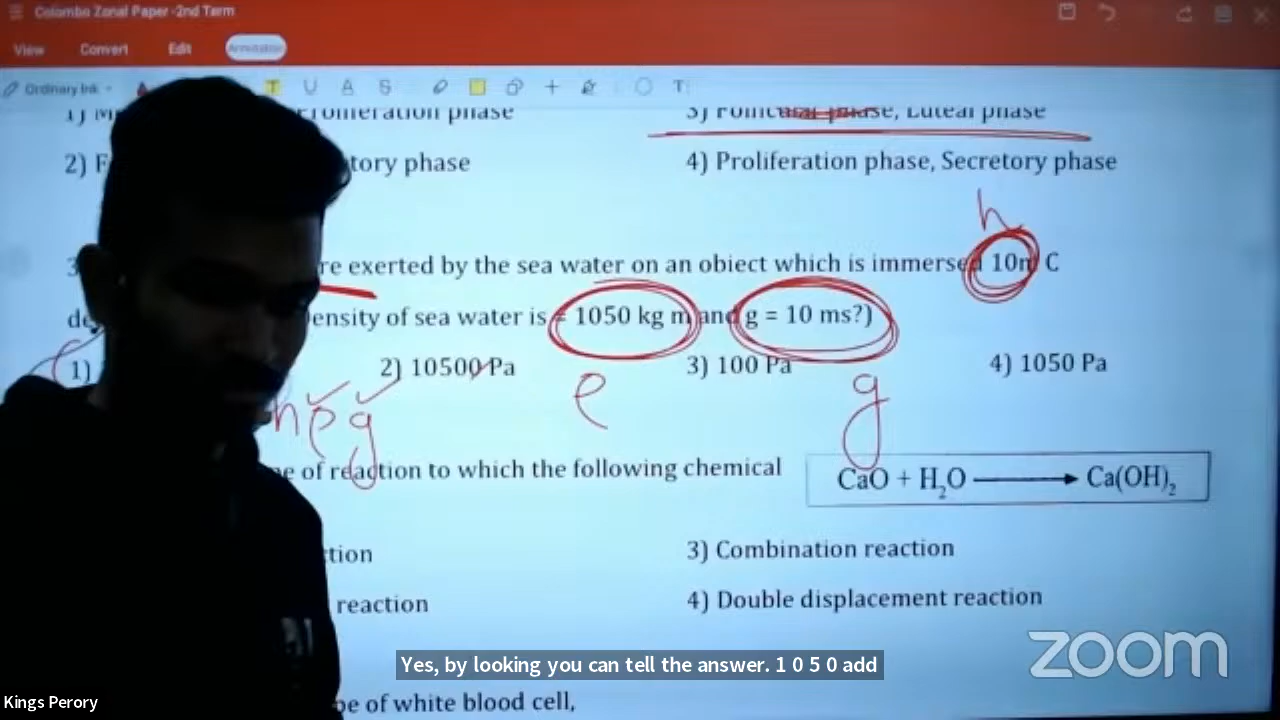 Colombo Zonal Paper -2nd Term
View Convert Edit Annotation
Ordinary Ink
Proliferation phase 3) Follicular phase, Luteal phase
2) F tory phase 4) Proliferation phase, Secretory phase
h
re exerted by the sea water on an obiect which is immersed 10m C
de ensity of sea water is = 1050 kg m and g = 10 ms?)
1) 2) 10500 Pa 3) 100 Pa 4) 1050 Pa
hρg ρ g
e of reaction to which the following chemical CaO + H₂O ⟶ Ca(OH)₂
tion 3) Combination reaction
reaction 4) Double displacement reaction
zoom
Yes, by looking you can tell the answer. 1 0 5 0 add
Kings Perory
pe of white blood cell,